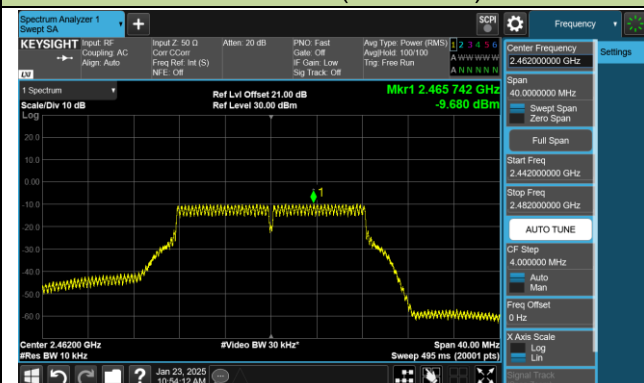 Spectrum Analyzer 1
Swept SA
SCPI
Frequency
KEYSIGHT
Input: RF
Coupling: AC
Align: Auto
Input Z: 50 Ω
Corr CCorr
Freq Ref: Int (S)
NFE: Off
Atten: 20 dB
PNO: Fast
Gate: Off
IF Gain: Low
Sig Track: Off
Avg Type: Power (RMS)
Avg|Hold: 100/100
Trig: Free Run
1 2 3 4 5 6
A W W W W W
A N N N N N
LXI
1 Spectrum
Scale/Div 10 dB
Log
Ref Lvl Offset 21.00 dB
Ref Level 30.00 dBm
Mkr1 2.465 742 GHz
-9.680 dBm
20.0
10.0
0.00
-10.0
-20.0
-30.0
-40.0
-50.0
-60.0
1
Center 2.46200 GHz
#Res BW 10 kHz
#Video BW 30 kHz*
Span 40.00 MHz
Sweep 495 ms (20001 pts)
Jan 23, 2025
10:54:12 AM
Center Frequency
2.462000000 GHz
Settings
Span
40.0000000 MHz
Swept Span
Zero Span
Full Span
Start Freq
2.442000000 GHz
Stop Freq
2.482000000 GHz
AUTO TUNE
CF Step
4.000000 MHz
Auto
Man
Freq Offset
0 Hz
X Axis Scale
Log
Lin
Signal Track